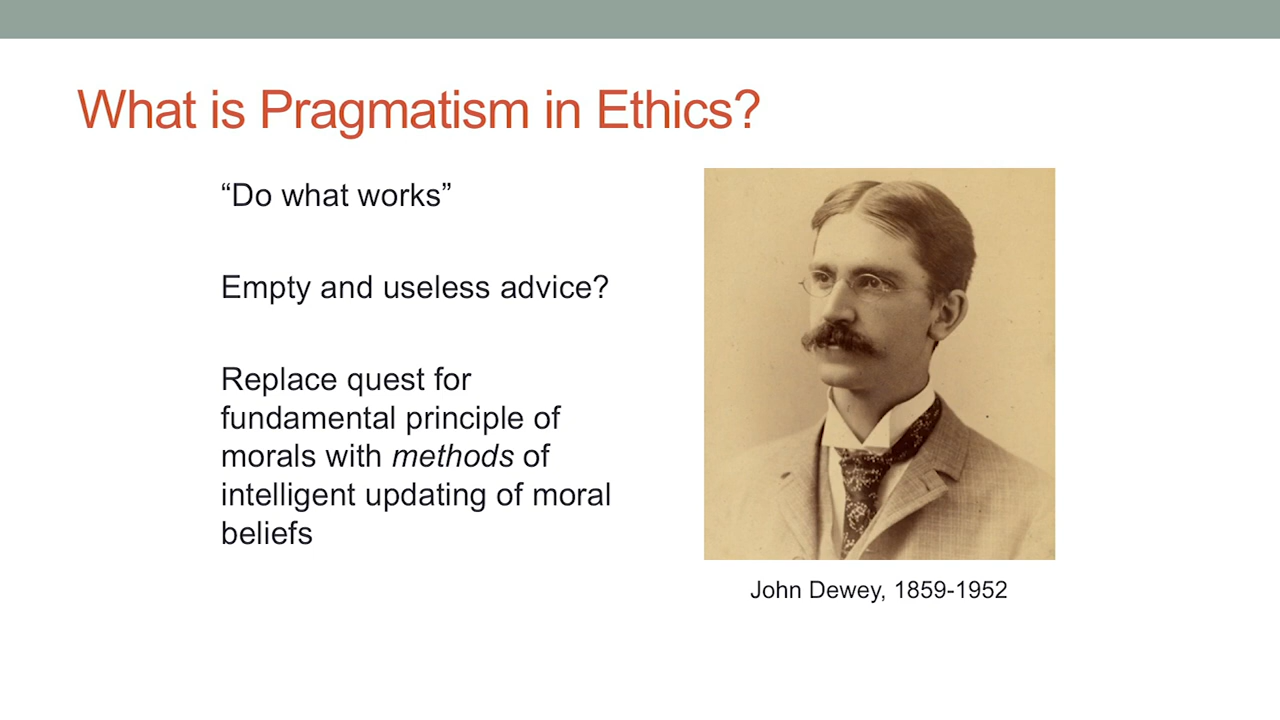 What is Pragmatism in Ethics?
“Do what works”
Empty and useless advice?
Replace quest for
fundamental principle of
morals with methods of
intelligent updating of moral
beliefs
John Dewey, 1859-1952